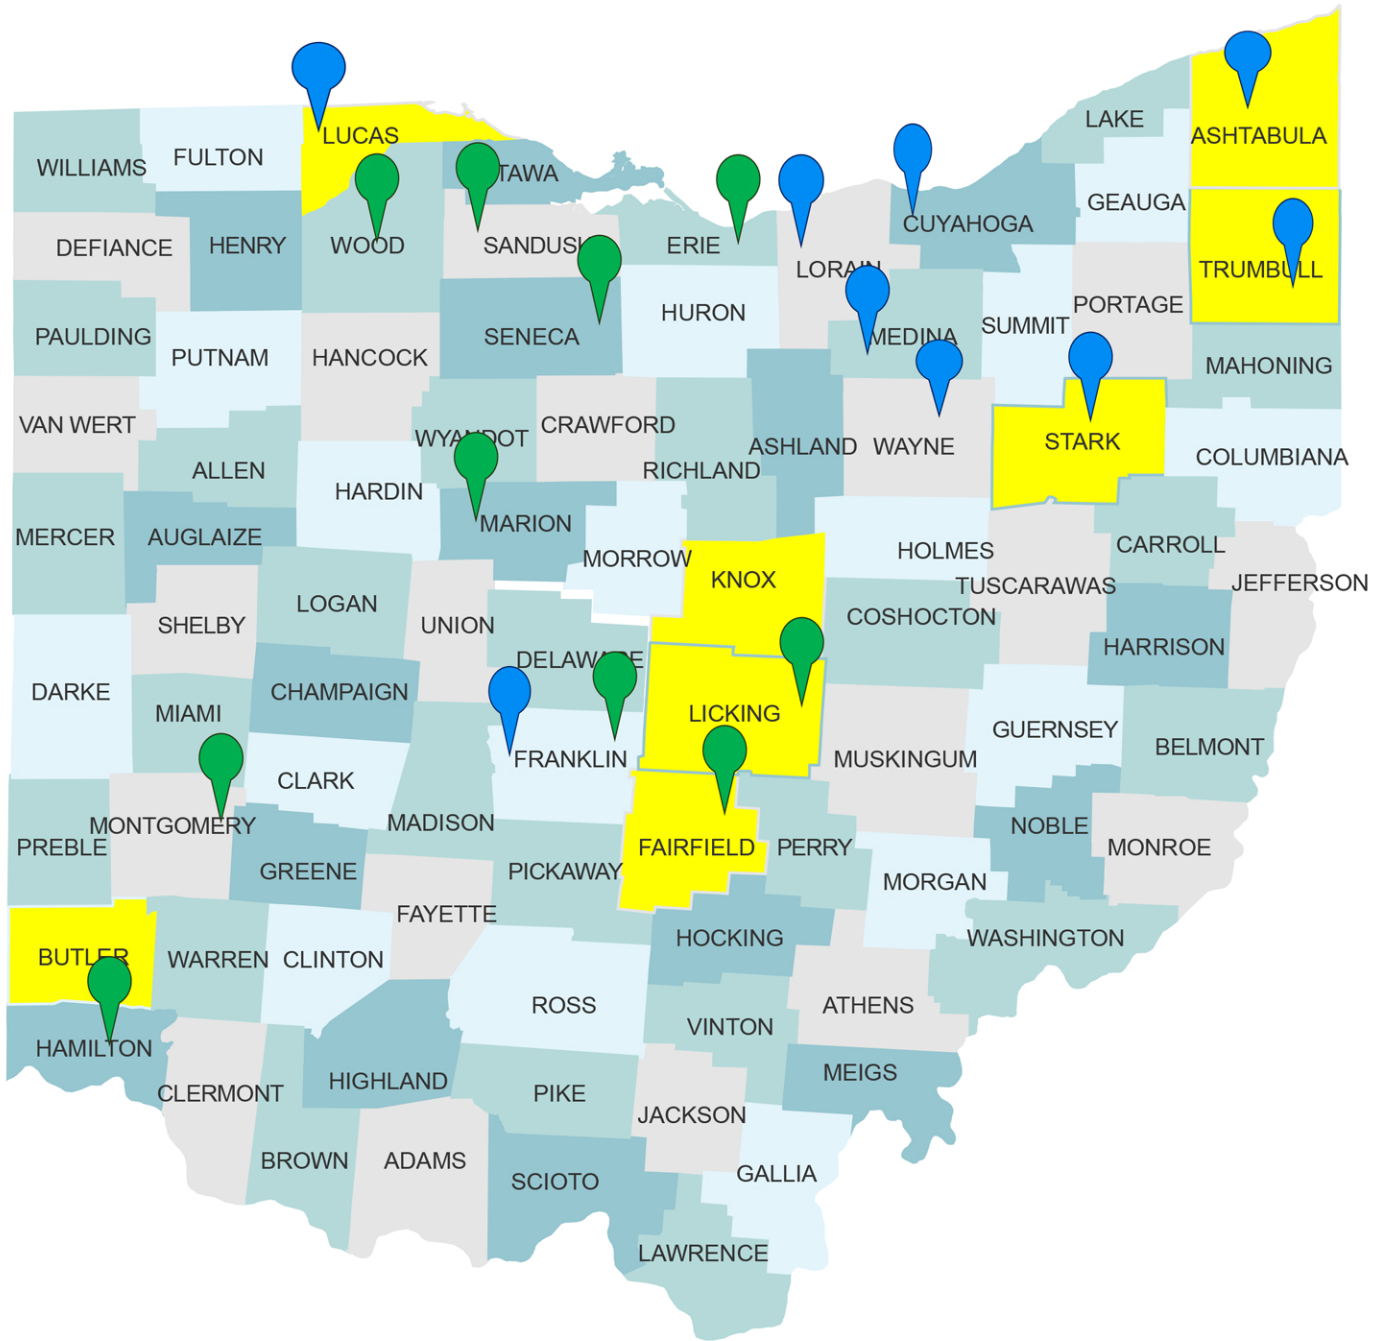 LAKE
LUCAS
ASHTABULA
FULTON
WILLIAMS
TAWA
GEAUGA
CUYAHOGA
DEFIANCE
HENRY
WOOD
SANDUSK
ERIE
LORAIN
TRUMBULL
PORTAGE
HURON
SUMMIT
PAULDING
SENECA
MEDINA
PUTNAM
HANCOCK
MAHONING
VAN WERT
CRAWFORD
WYANDOT
ASHLAND
WAYNE
STARK
COLUMBIANA
ALLEN
RICHLAND
HARDIN
MARION
MERCER
AUGLAIZE
CARROLL
HOLMES
MORROW
KNOX
TUSCARAWAS
JEFFERSON
LOGAN
COSHOCTON
SHELBY
UNION
HARRISON
DELAWARE
DARKE
CHAMPAIGN
MIAMI
LICKING
GUERNSEY
BELMONT
FRANKLIN
MUSKINGUM
CLARK
MONTGOMERY
MADISON
NOBLE
PREBLE
FAIRFIELD
PERRY
MONROE
GREENE
PICKAWAY
MORGAN
FAYETTE
HOCKING
WASHINGTON
BUTLER
WARREN
CLINTON
ROSS
ATHENS
VINTON
HAMILTON
MEIGS
HIGHLAND
CLERMONT
PIKE
JACKSON
BROWN
ADAMS
GALLIA
SCIOTO
LAWRENCE